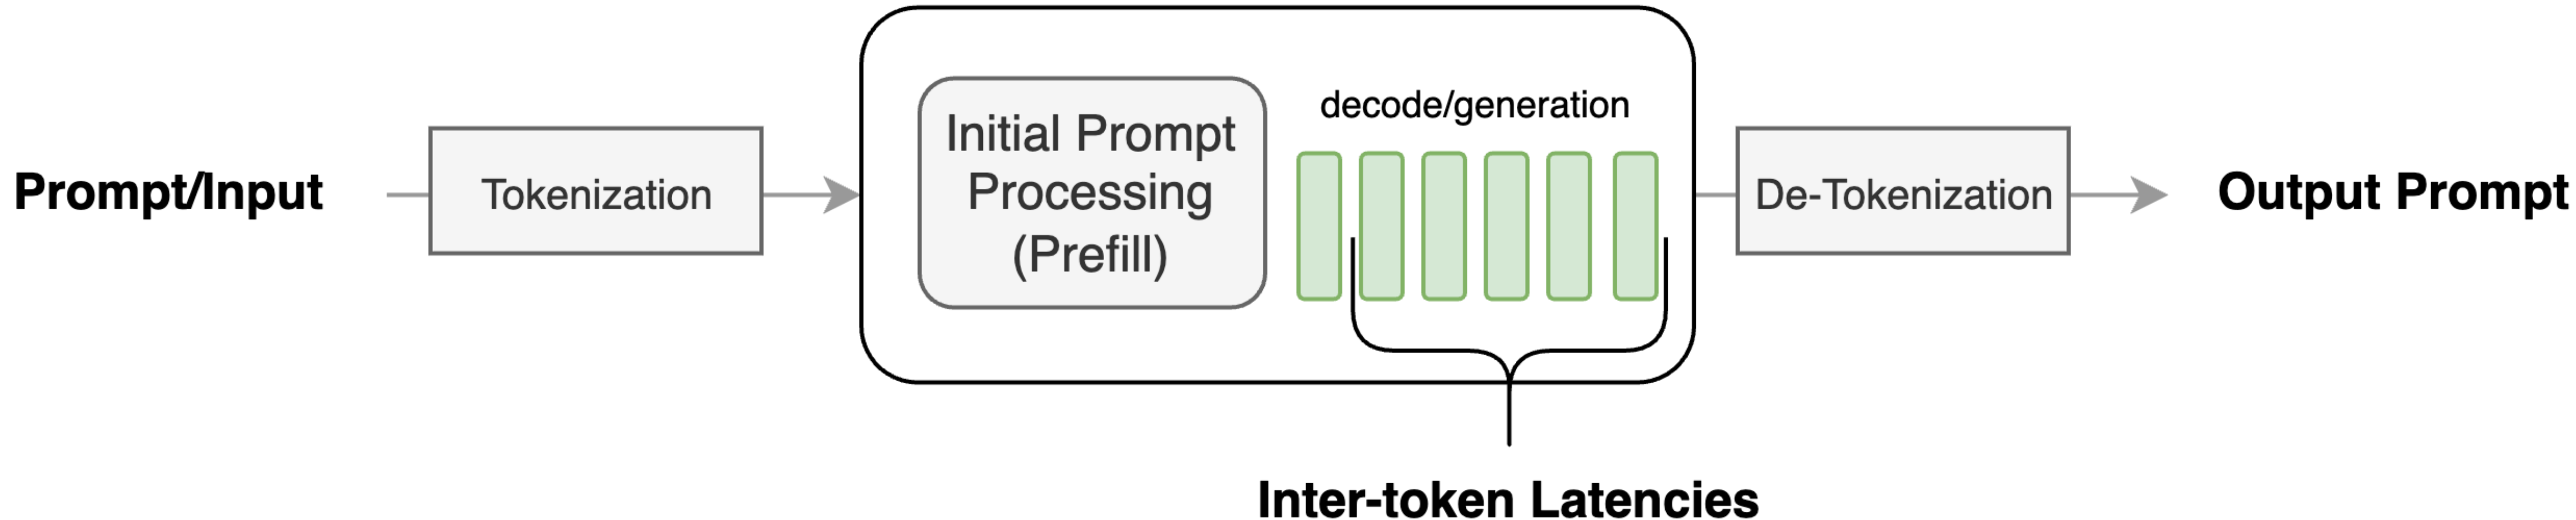 Prompt/Input
Tokenization
Initial Prompt
Processing
(Prefill)
decode/generation
De-Tokenization
Output Prompt
Inter-token Latencies